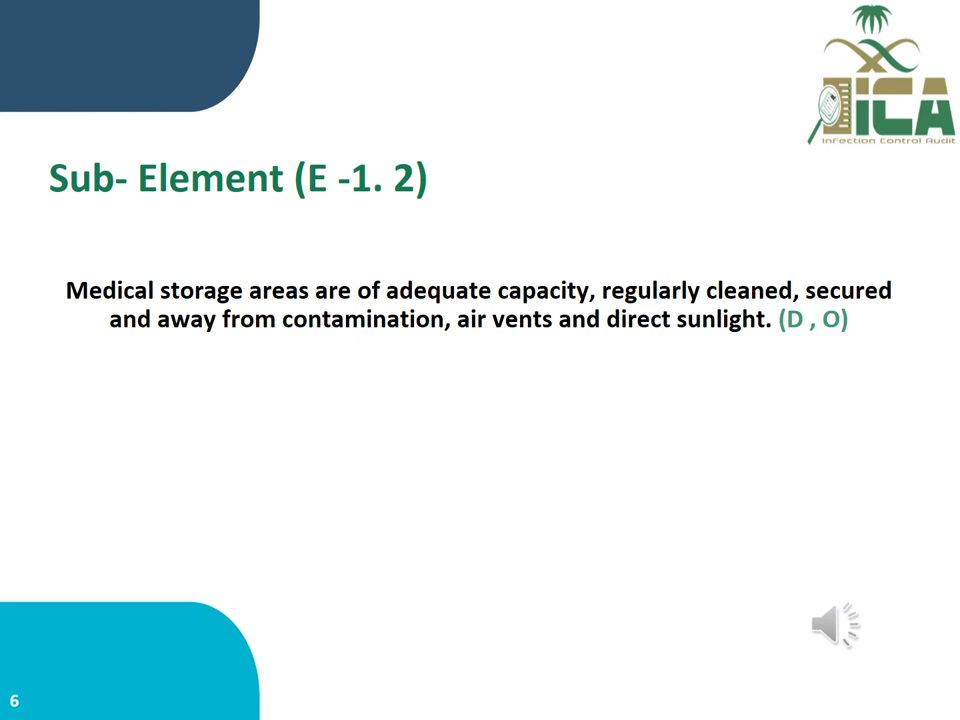 iCA
inFection Control Audit
Sub- Element (E -1. 2)
Medical storage areas are of adequate capacity, regularly cleaned, secured
and away from contamination, air vents and direct sunlight. (D , O)
6